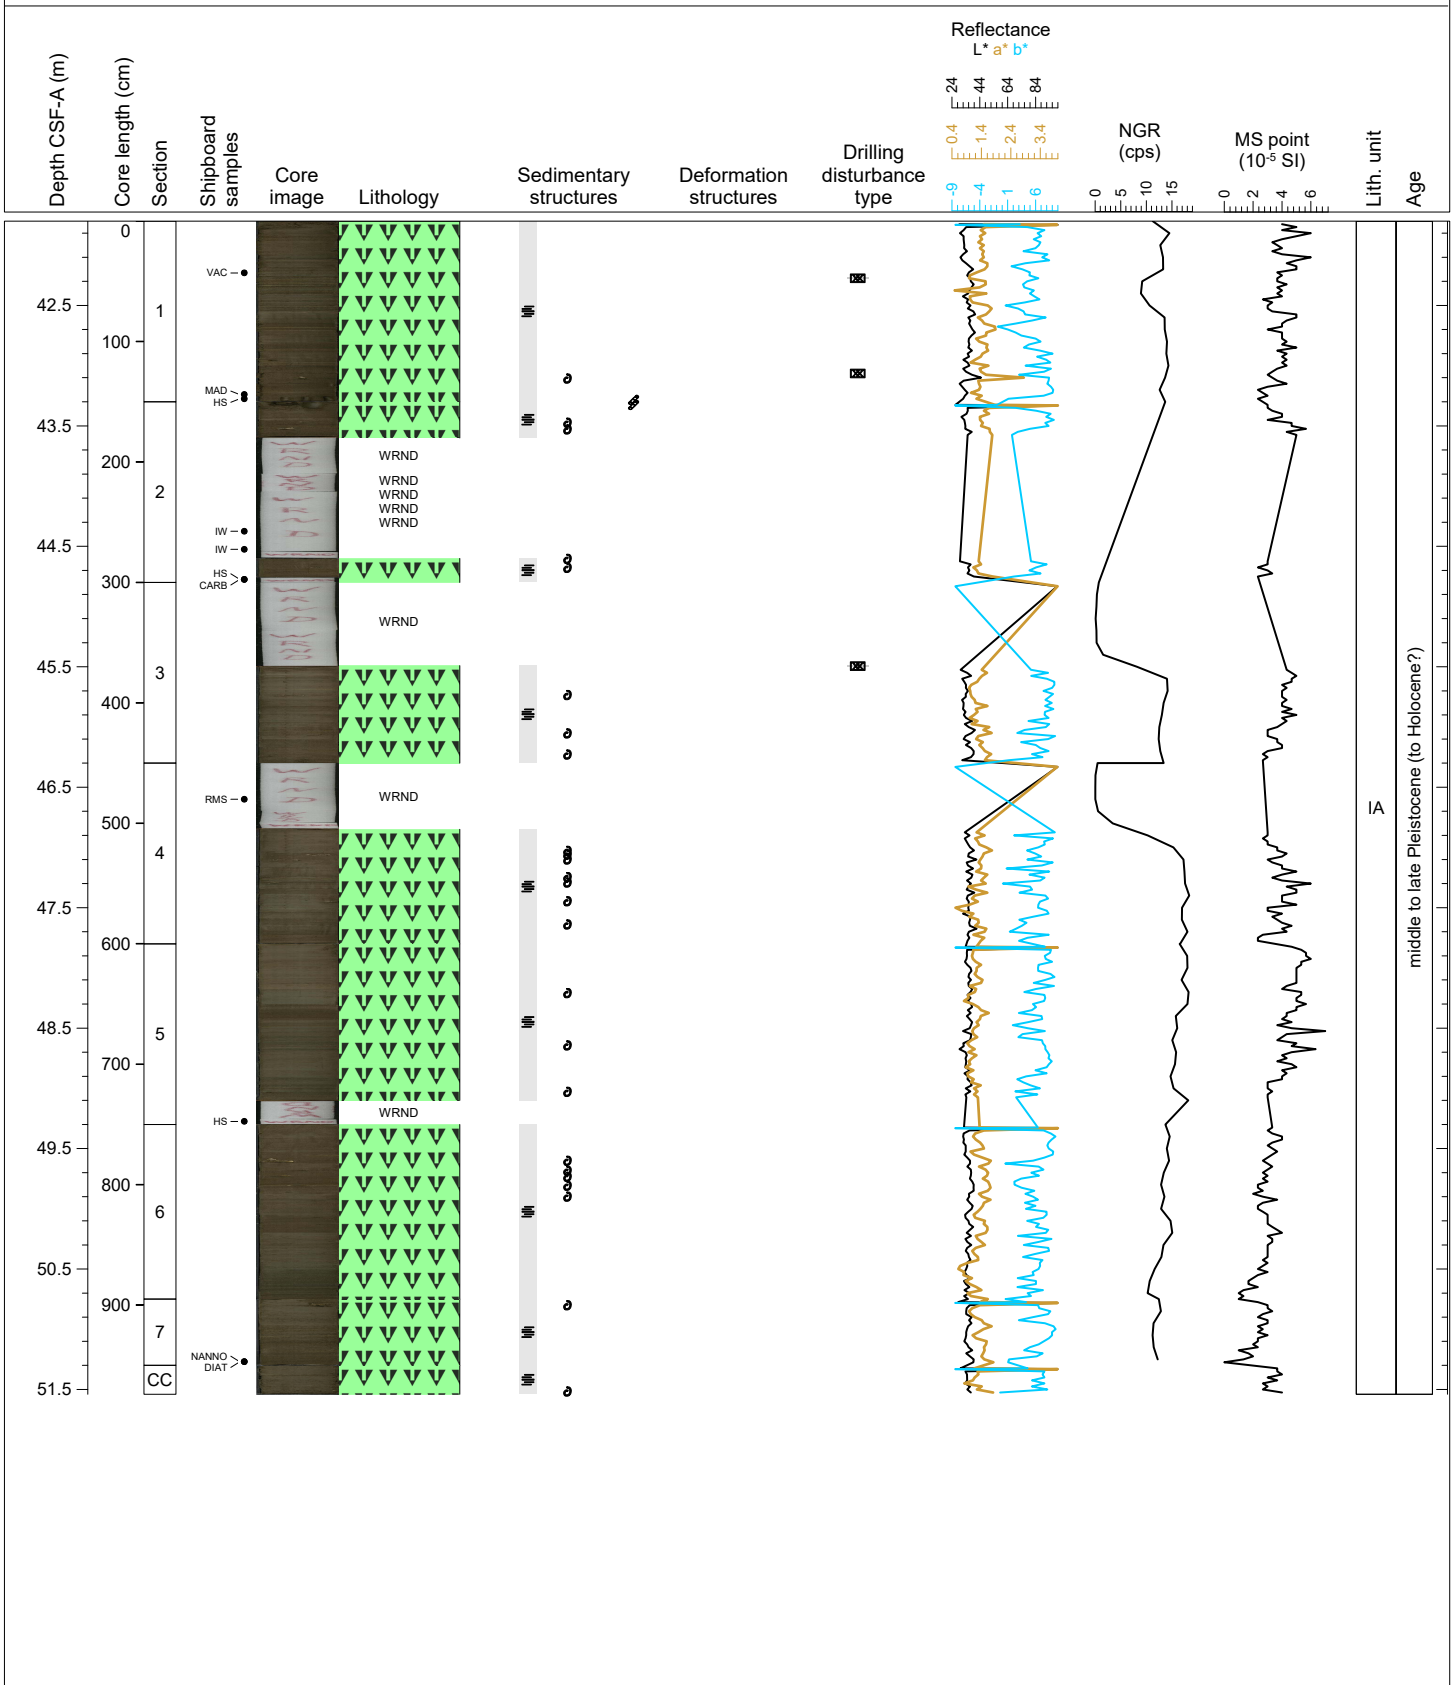 Reflectance
L* a* b*
24 44 64 84
0.4 1.4 2.4 3.4
-9 -4 1 6
Depth CSF-A (m)
Core length (cm)
Section
Shipboard
samples
Core
image
Lithology
Sedimentary
structures
Deformation
structures
Drilling
disturbance
type
NGR
(cps)
0 5 10 15
MS point
(10-5 SI)
0 2 4 6
Lith. unit
Age
0
VAC
42.5
1
100
MAD
HS
43.5
200
WRND
2
WRND
WRND
WRND
WRND
IW
44.5
IW
HS
300
CARB
WRND
45.5
3
400
46.5
WRND
RMS
IA
500
4
47.5
middle to late Pleistocene (to Holocene?)
600
48.5
5
700
WRND
HS
49.5
800
6
50.5
900
7
NANNO
DIAT
CC
51.5